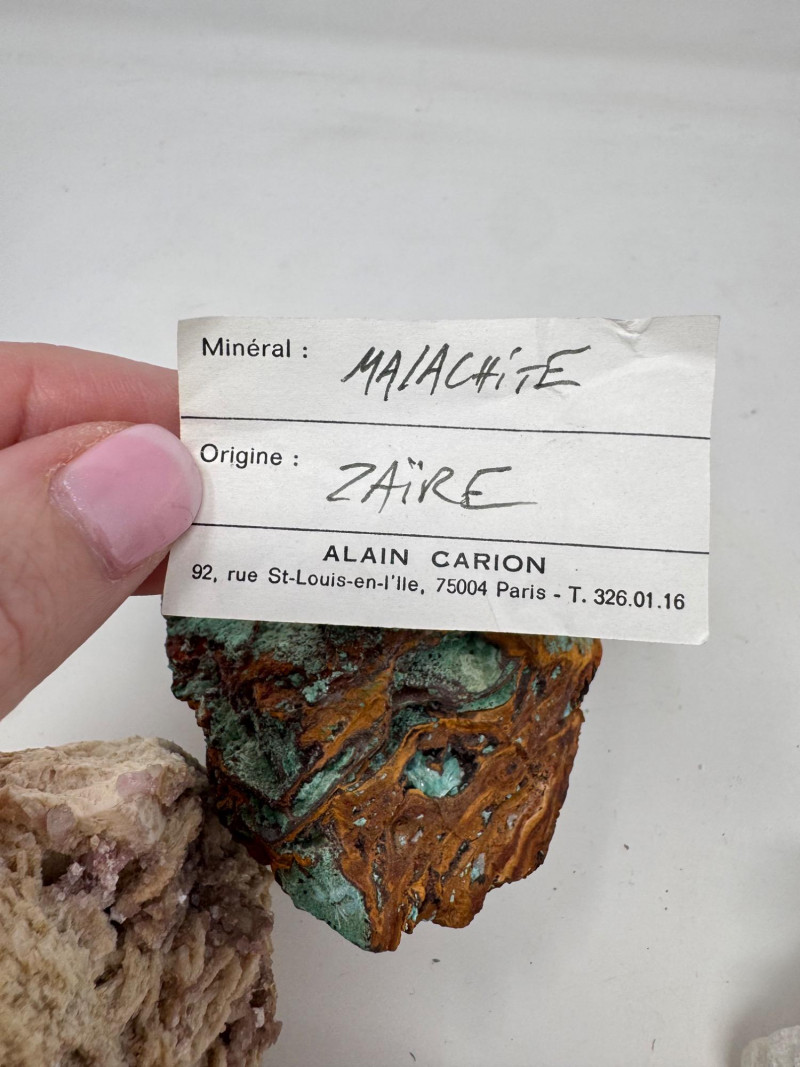 Minéral : MALACHiTE
Origine : ZAÏRE
ALAIN CARION
92, rue St-Louis-en-l'Ile, 75004 Paris - T. 326.01.16